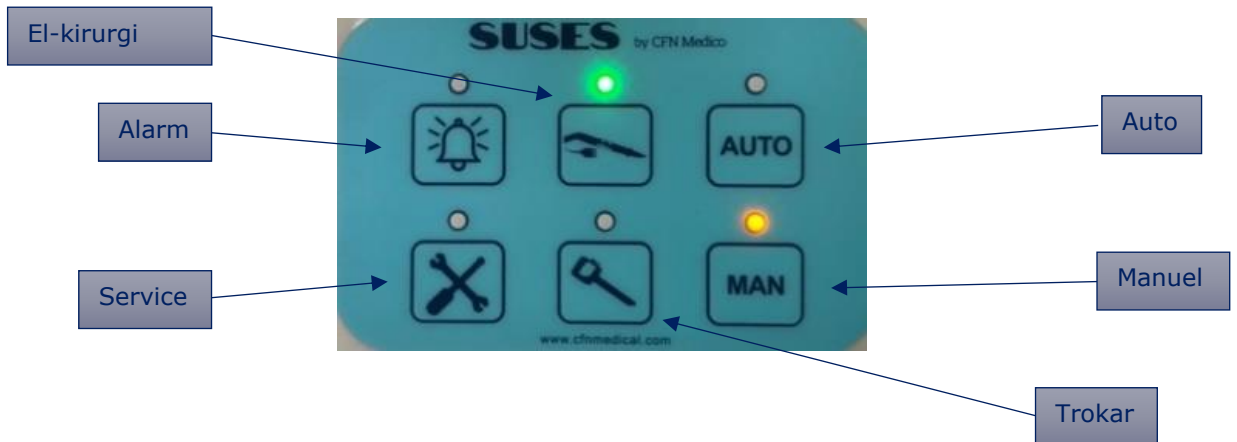 El-kirurgi
SUSES by CFN Medico
Alarm
AUTO
Auto
Service
MAN
Manuel
www.cfnmedical.com
Trokar